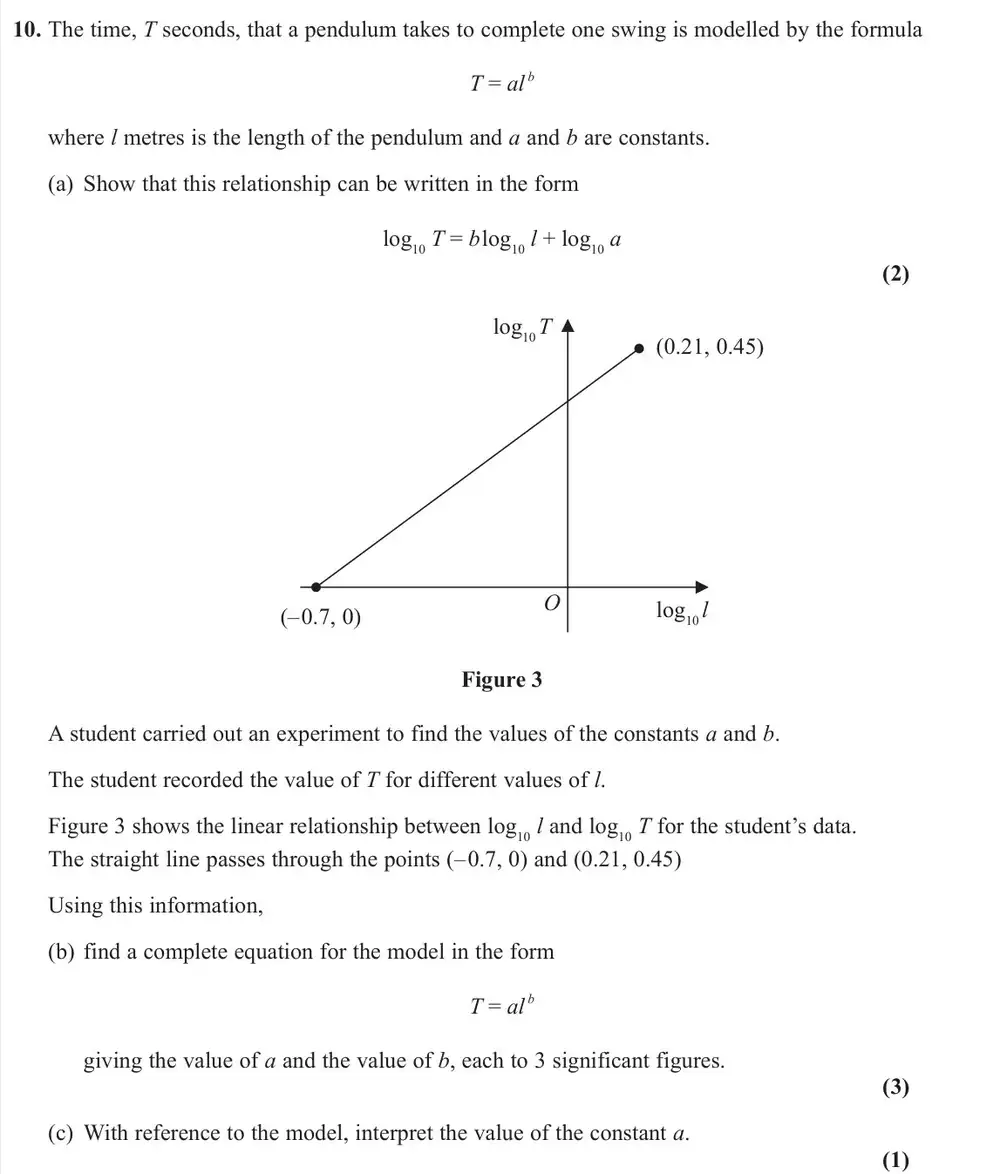 10. The time, T seconds, that a pendulum takes to complete one swing is modelled by the formula
T = al^b
where l metres is the length of the pendulum and a and b are constants.
(a) Show that this relationship can be written in the form
log₁₀ T = b log₁₀ l + log₁₀ a
(2)
log₁₀ T
(0.21, 0.45)
O
(–0.7, 0)
log₁₀ l
Figure 3
A student carried out an experiment to find the values of the constants a and b.
The student recorded the value of T for different values of l.
Figure 3 shows the linear relationship between log₁₀ l and log₁₀ T for the student’s data.
The straight line passes through the points (–0.7, 0) and (0.21, 0.45)
Using this information,
(b) find a complete equation for the model in the form
T = al^b
giving the value of a and the value of b, each to 3 significant figures.
(3)
(c) With reference to the model, interpret the value of the constant a.
(1)